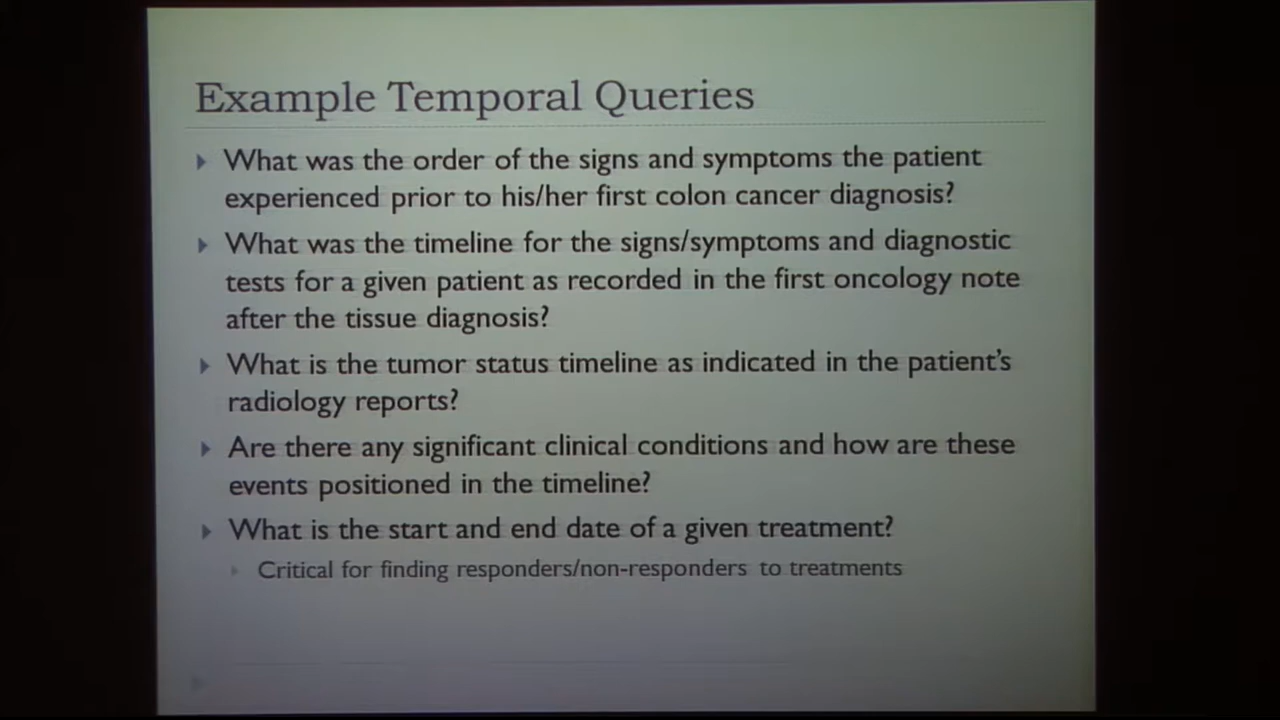 Example Temporal Queries
What was the order of the signs and symptoms the patient
experienced prior to his/her first colon cancer diagnosis?
What was the timeline for the signs/symptoms and diagnostic
tests for a given patient as recorded in the first oncology note
after the tissue diagnosis?
What is the tumor status timeline as indicated in the patient’s
radiology reports?
Are there any significant clinical conditions and how are these
events positioned in the timeline?
What is the start and end date of a given treatment?
Critical for finding responders/non-responders to treatments